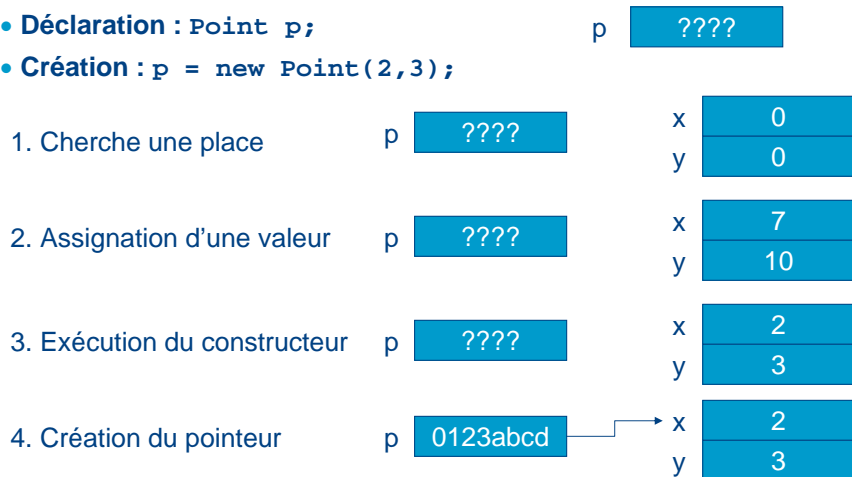 • Déclaration : Point p; p ????
• Création : p = new Point(2,3);
1. Cherche une place p ???? x 0
y 0
2. Assignation d'une valeur p ???? x 7
y 10
3. Exécution du constructeur p ???? x 2
y 3
4. Création du pointeur p 0123abcd x 2
y 3